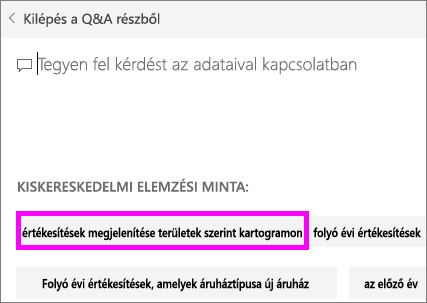 Kilépés a Q&A részből
Tegyen fel kérdést az adataival kapcsolatban
KISKERESKEDELMI ELEMZÉSI MINTA:
értékesítések megjelenítése területek szerint kartogramon folyó évi értékesítések
Folyó évi értékesítések, amelyek áruháztípusa új áruház az előző év